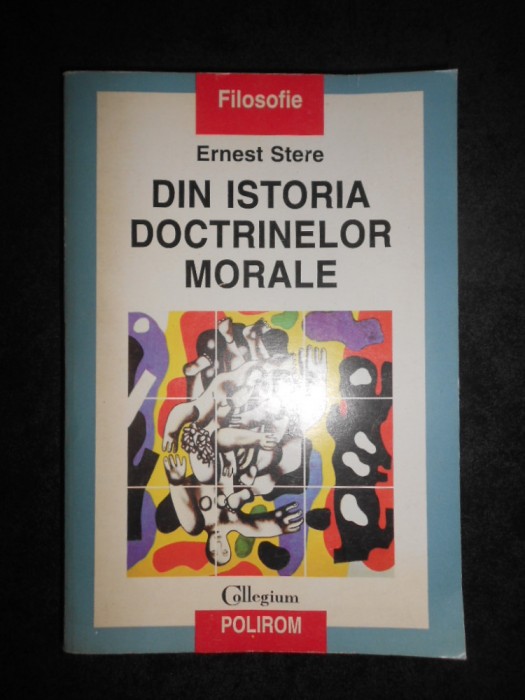 Filosofie
Ernest Stere
DIN ISTORIA
DOCTRINELOR
MORALE
Collegium
POLIROM